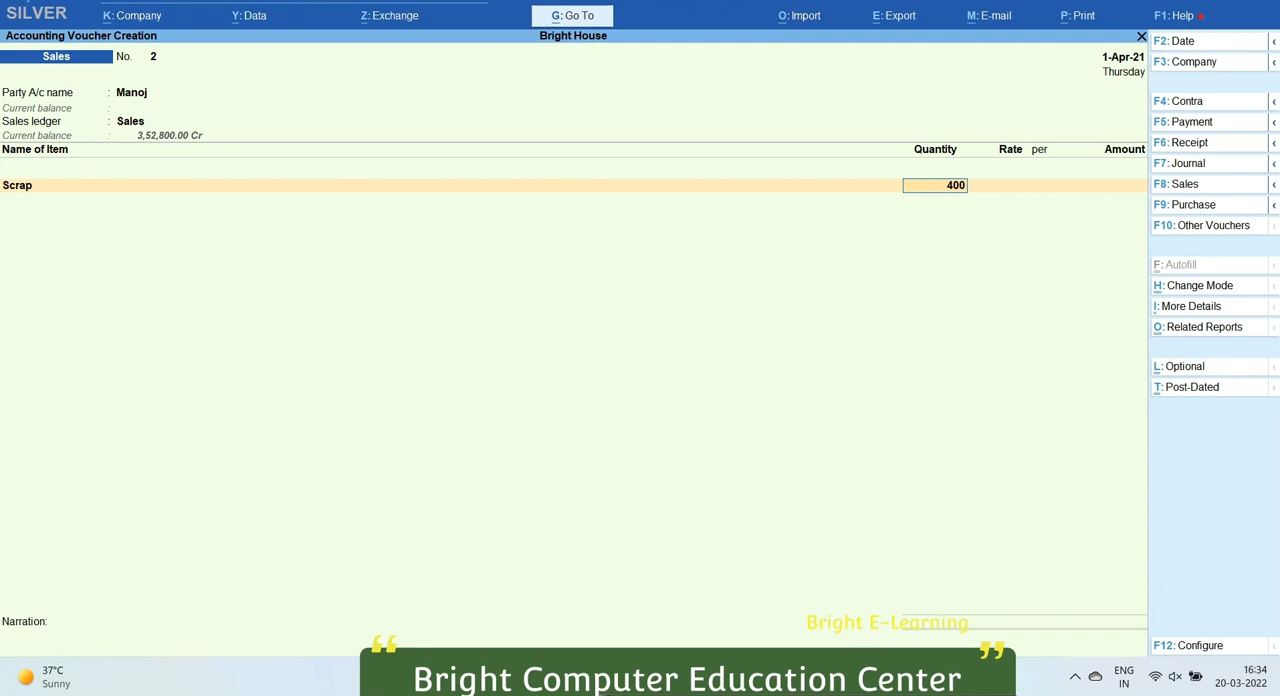 SILVER
K: Company
Y: Data
Z: Exchange
G: Go To
O: Import
E: Export
M: E-mail
P: Print
F1: Help
Accounting Voucher Creation
Bright House
Sales No. 2
1-Apr-21
Thursday
Party A/c name : Manoj
Current balance :
Sales ledger : Sales
Current balance : 3,52,800.00 Cr
Name of Item Quantity Rate per Amount
Scrap 400
Narration:
F2: Date
F3: Company
F4: Contra
F5: Payment
F6: Receipt
F7: Journal
F8: Sales
F9: Purchase
F10: Other Vouchers
F: Autofill
H: Change Mode
I: More Details
O: Related Reports
L: Optional
T: Post-Dated
F12: Configure
Bright E-Learning
“ Bright Computer Education Center ”
37°C
Sunny
ENG
IN
16:34
20-03-2022